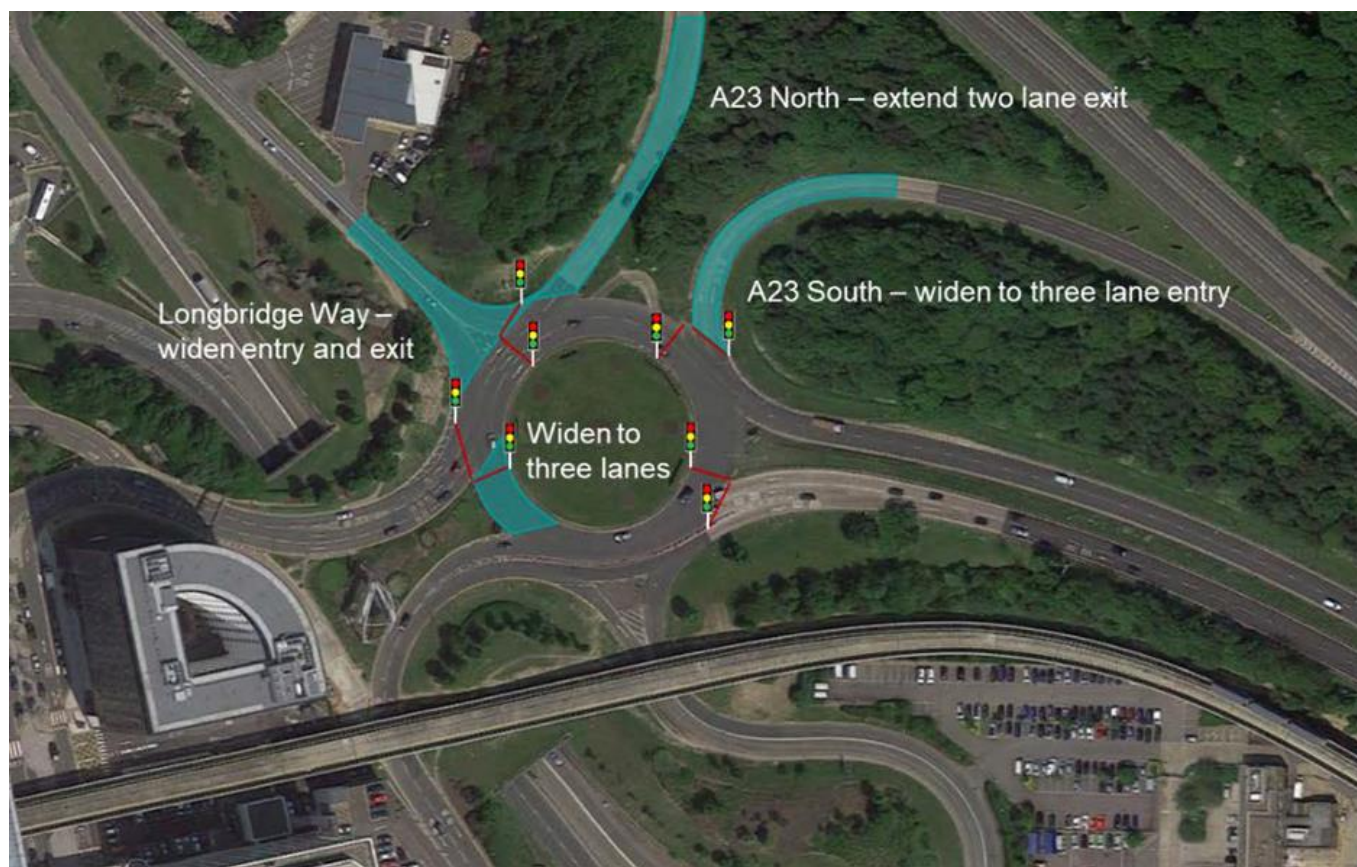 A23 North – extend two lane exit
A23 South – widen to three lane entry
Longbridge Way –
widen entry and exit
Widen to
three lanes